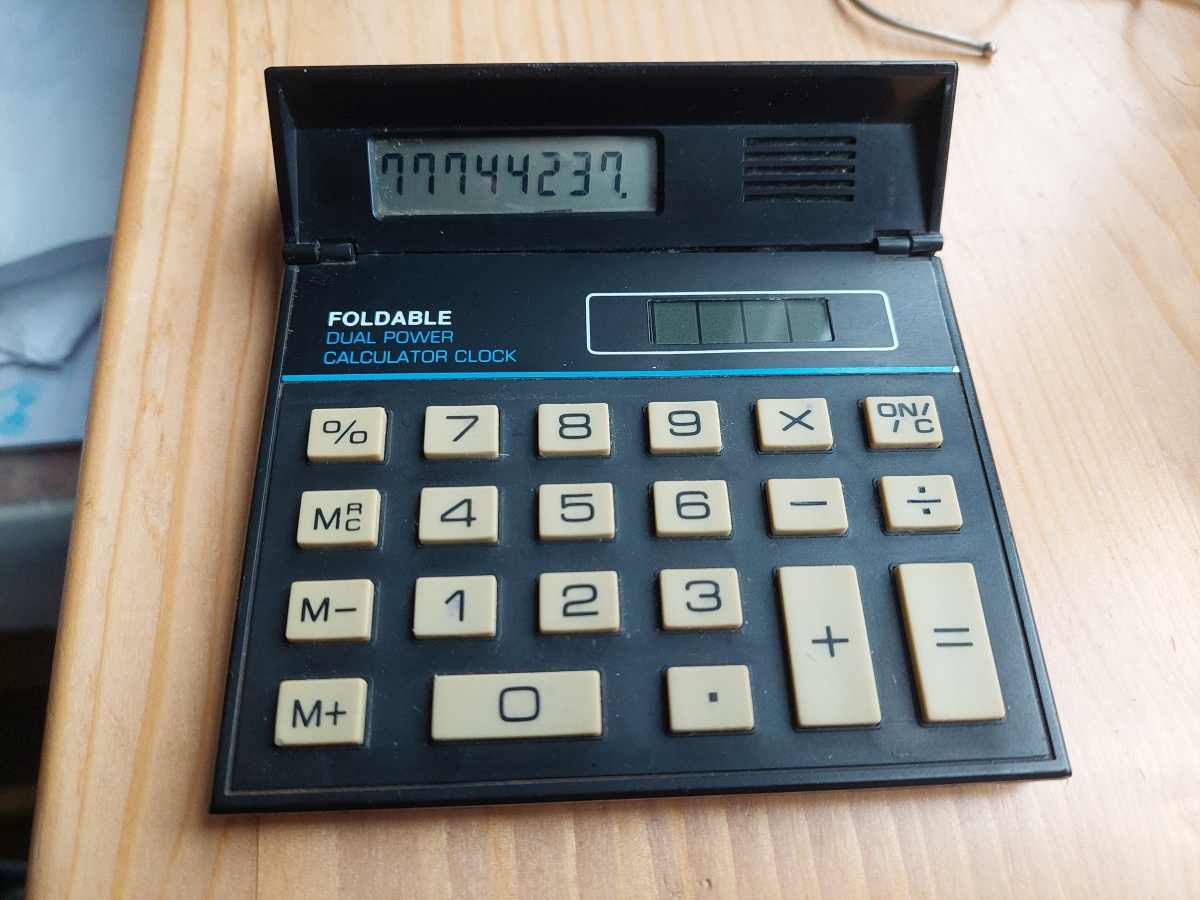 77744237.
FOLDABLE
DUAL POWER
CALCULATOR CLOCK
% 7 8 9 × ON/
/C
MRC 4 5 6 − ÷
M− 1 2 3 + =
M+ 0 .